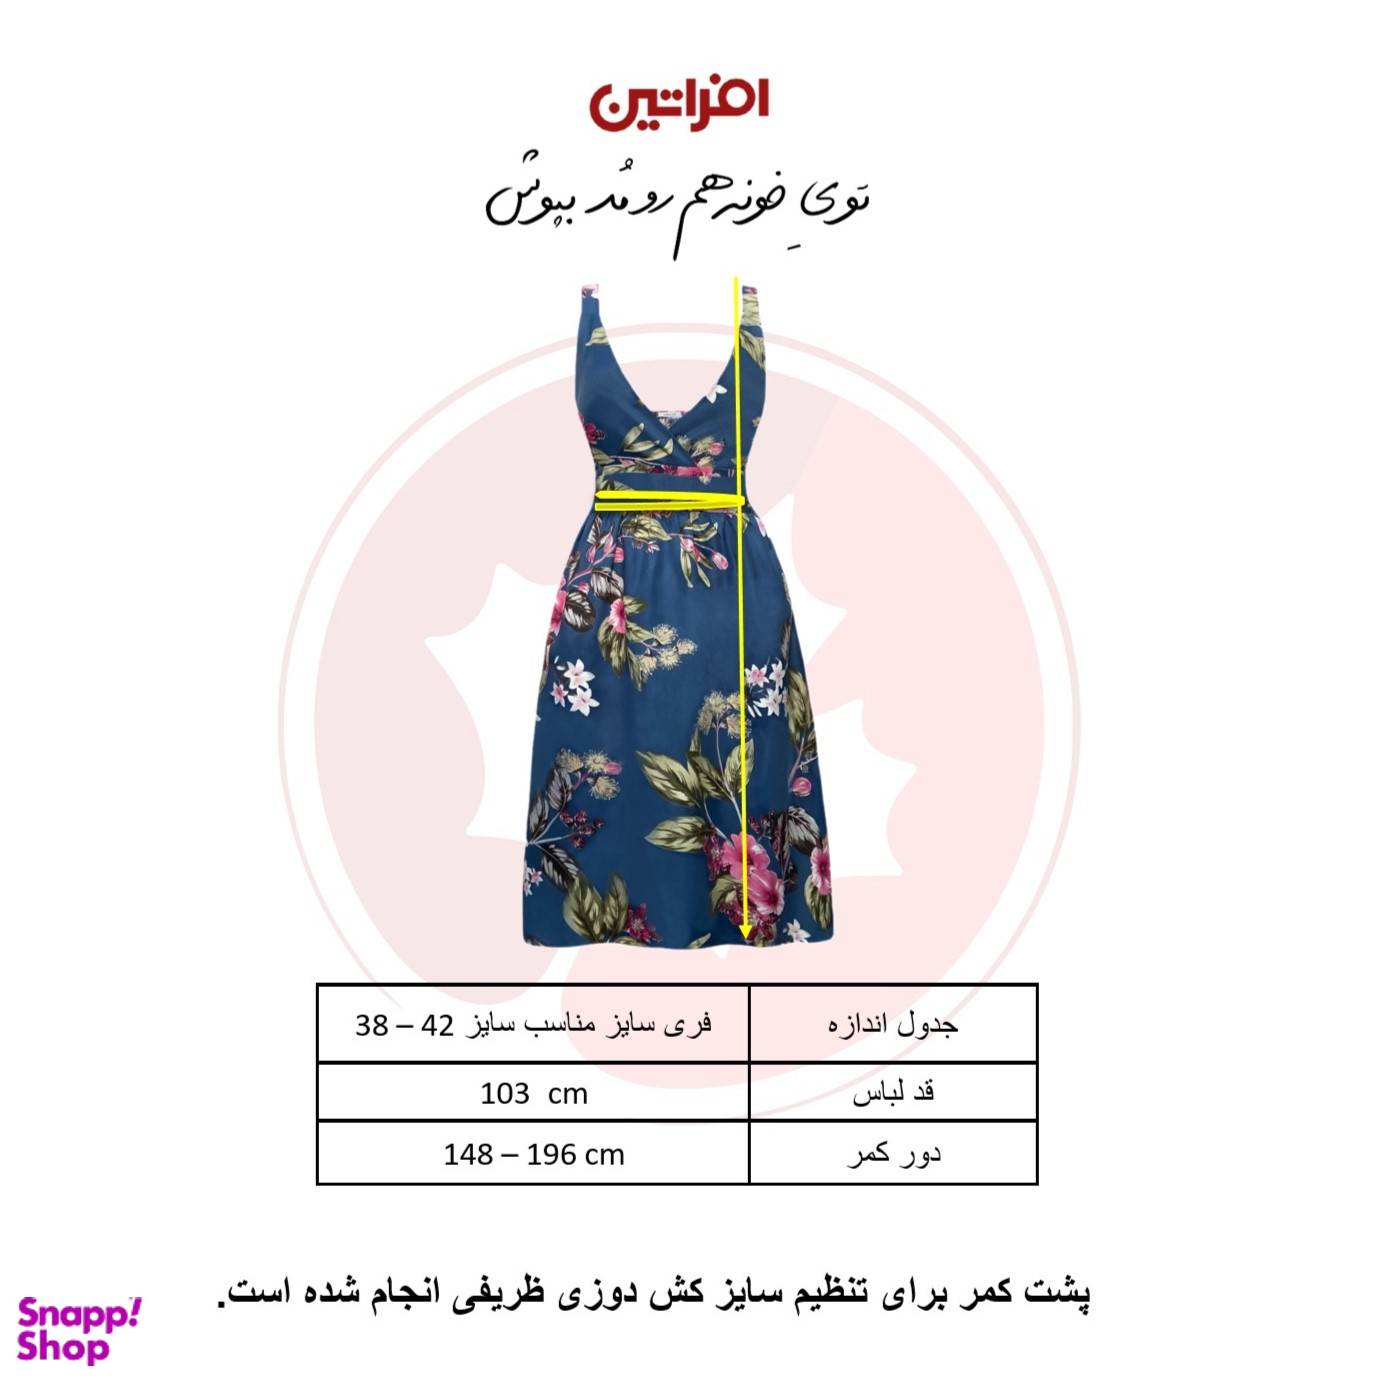 افراتین
تویِ خونه هم رو مُد بپوش
جدول اندازه فری سایز مناسب سایز 42 – 38
قد لباس 103 cm
دور کمر 148 – 196 cm
پشت کمر برای تنظیم سایز کش دوزی ظریفی انجام شده است.
Snapp!
Shop